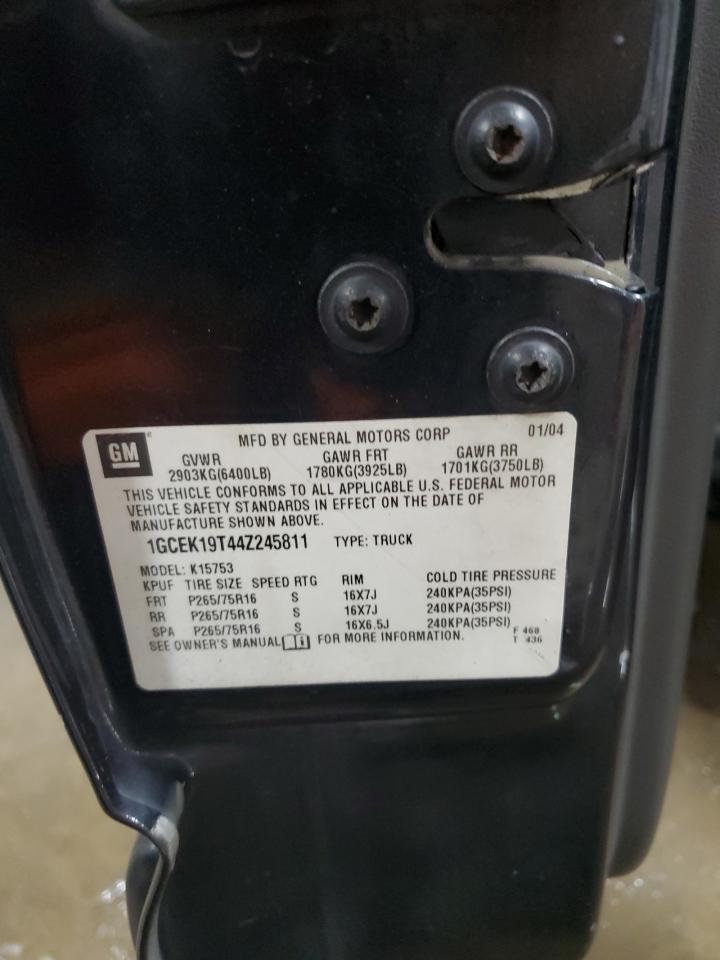 GM®
MFD BY GENERAL MOTORS CORP 01/04
GVWR GAWR FRT GAWR RR
2903KG(6400LB) 1780KG(3925LB) 1701KG(3750LB)
THIS VEHICLE CONFORMS TO ALL APPLICABLE U.S. FEDERAL MOTOR
VEHICLE SAFETY STANDARDS IN EFFECT ON THE DATE OF
MANUFACTURE SHOWN ABOVE.
1GCEK19T44Z245811 TYPE: TRUCK
MODEL: K15753
KPUF TIRE SIZE SPEED RTG RIM COLD TIRE PRESSURE
FRT P265/75R16 S 16X7J 240KPA(35PSI)
RR P265/75R16 S 16X7J 240KPA(35PSI)
SPA P265/75R16 S 16X6.5J 240KPA(35PSI)
SEE OWNER'S MANUAL i FOR MORE INFORMATION.
F 468
T 436